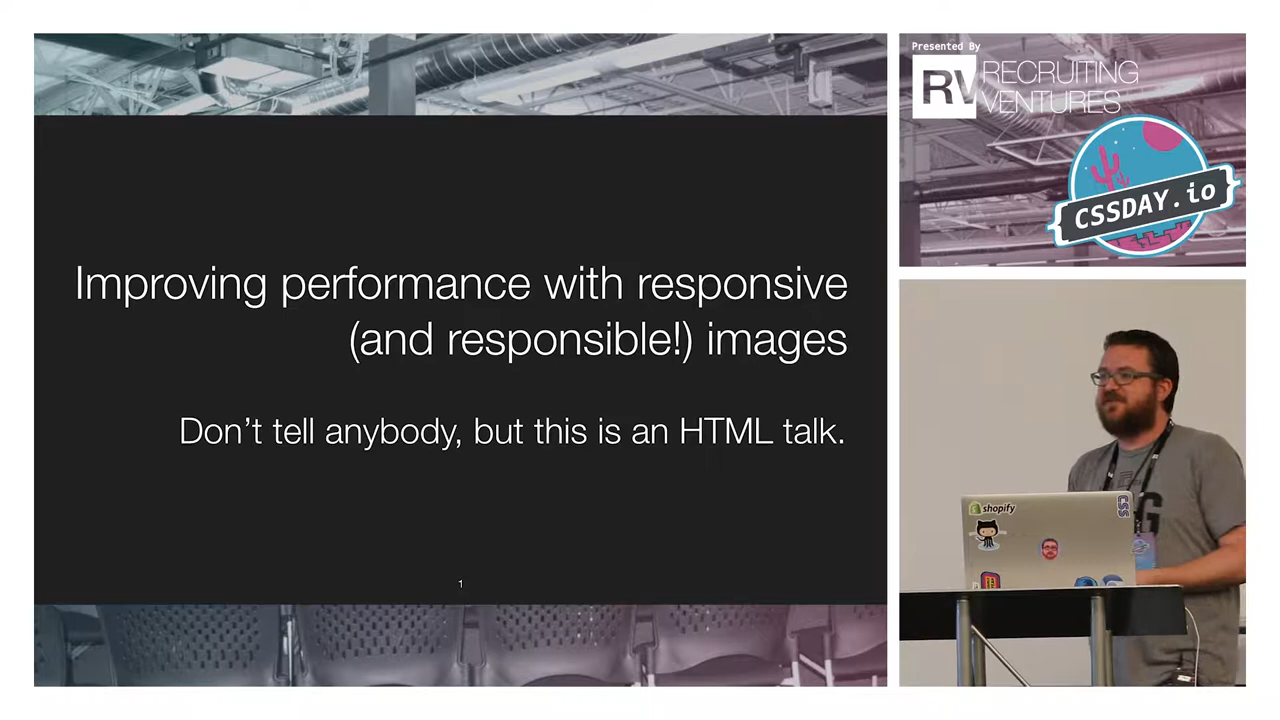 Improving performance with responsive
(and responsible!) images
Don’t tell anybody, but this is an HTML talk.
1
Presented By
RV RECRUITING
VENTURES
{ CSSDAY.io }
shopify
CSS
G